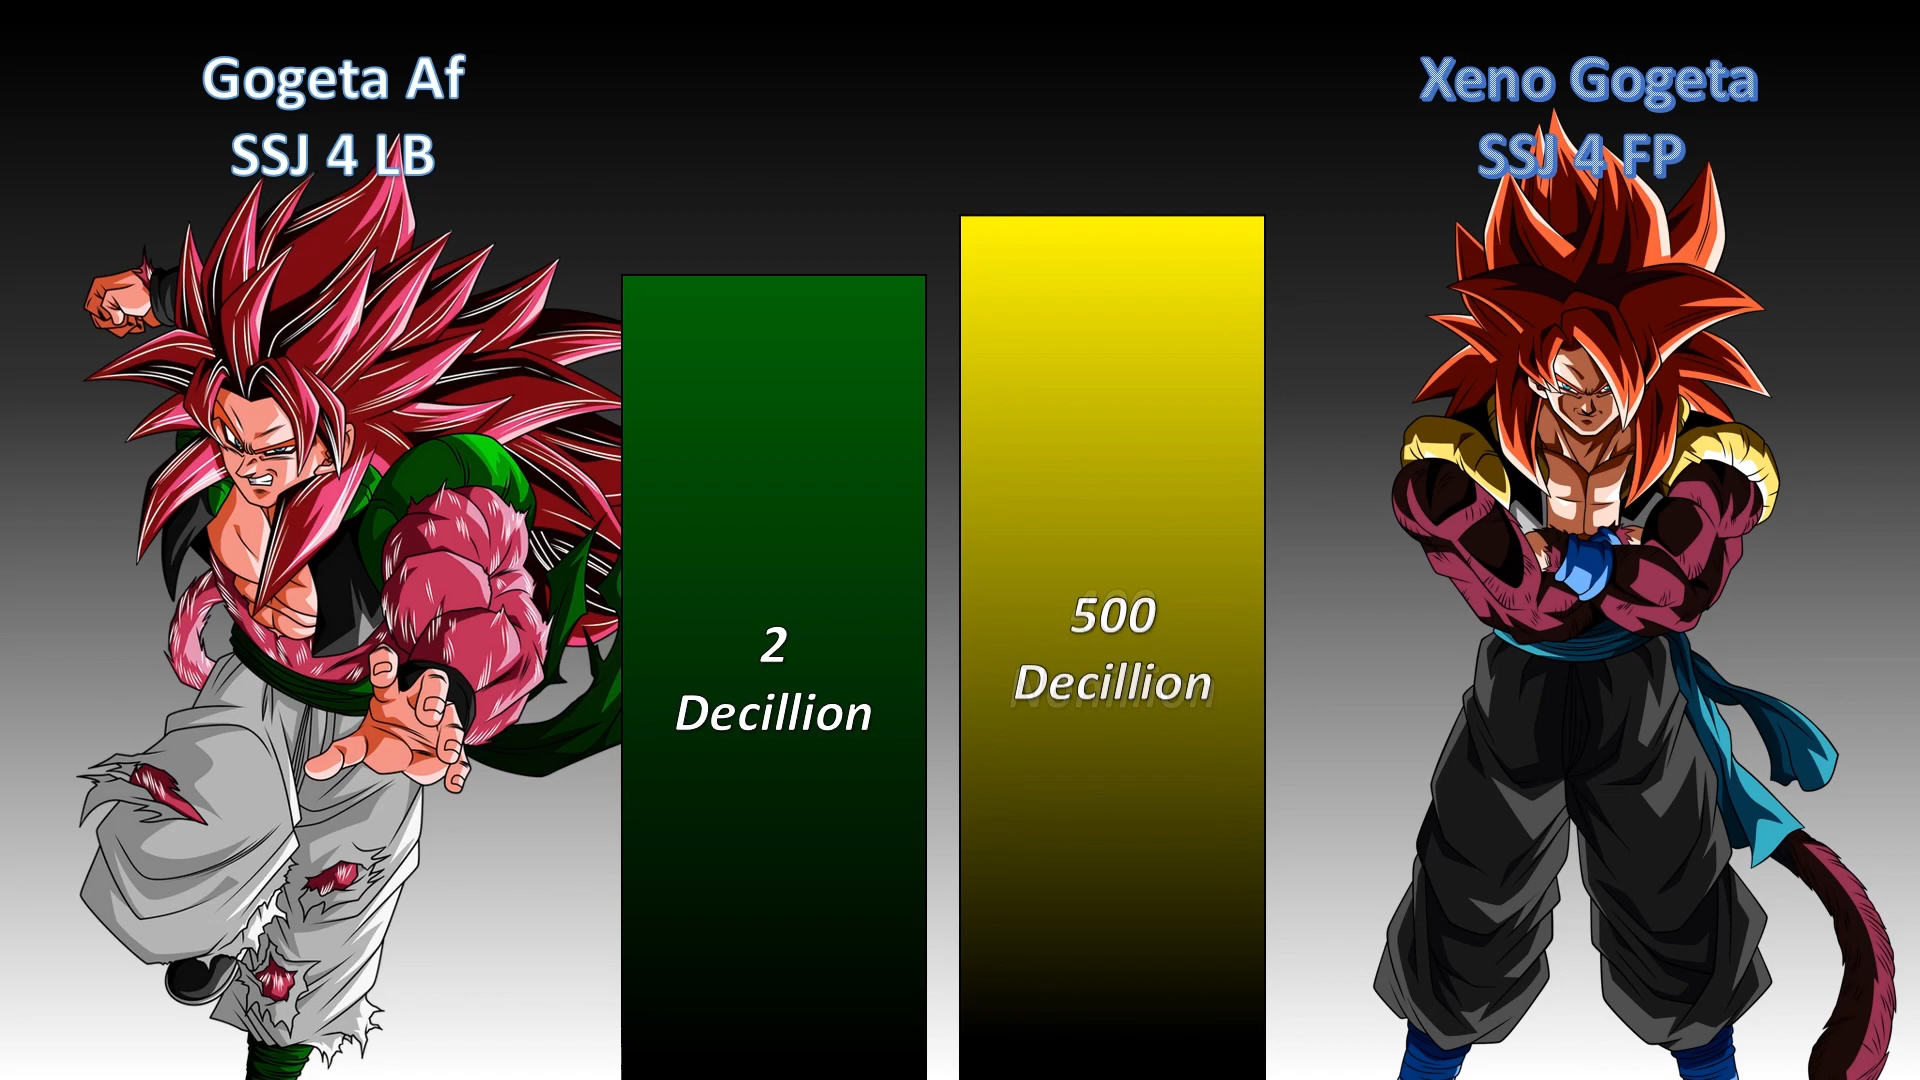 Gogeta Af
SSJ 4 LB
Xeno Gogeta
SSJ 4 FP
2
Decillion
500
Decillion